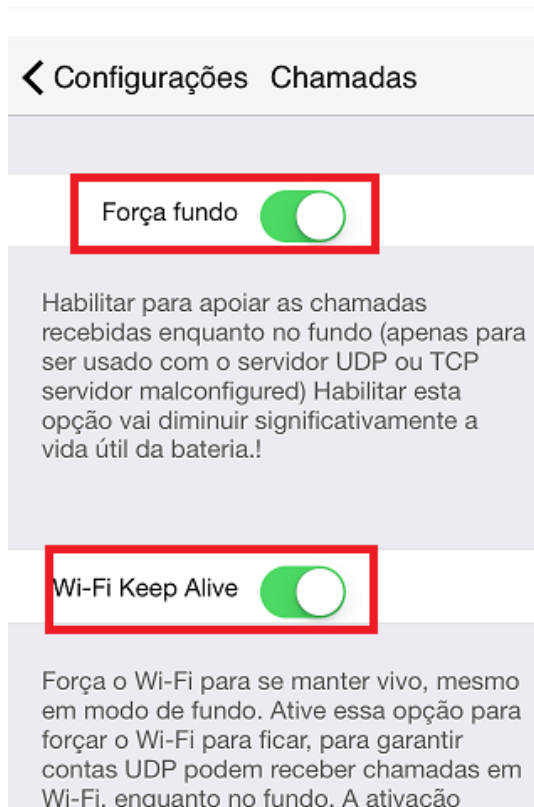 Configurações Chamadas
Força fundo
Habilitar para apoiar as chamadas
recebidas enquanto no fundo (apenas para
ser usado com o servidor UDP ou TCP
servidor malconfigured) Habilitar esta
opção vai diminuir significativamente a
vida útil da bateria.!
Wi-Fi Keep Alive
Força o Wi-Fi para se manter vivo, mesmo
em modo de fundo. Ative essa opção para
forçar o Wi-Fi para ficar, para garantir
contas UDP podem receber chamadas em
Wi-Fi, enquanto no fundo. A ativação